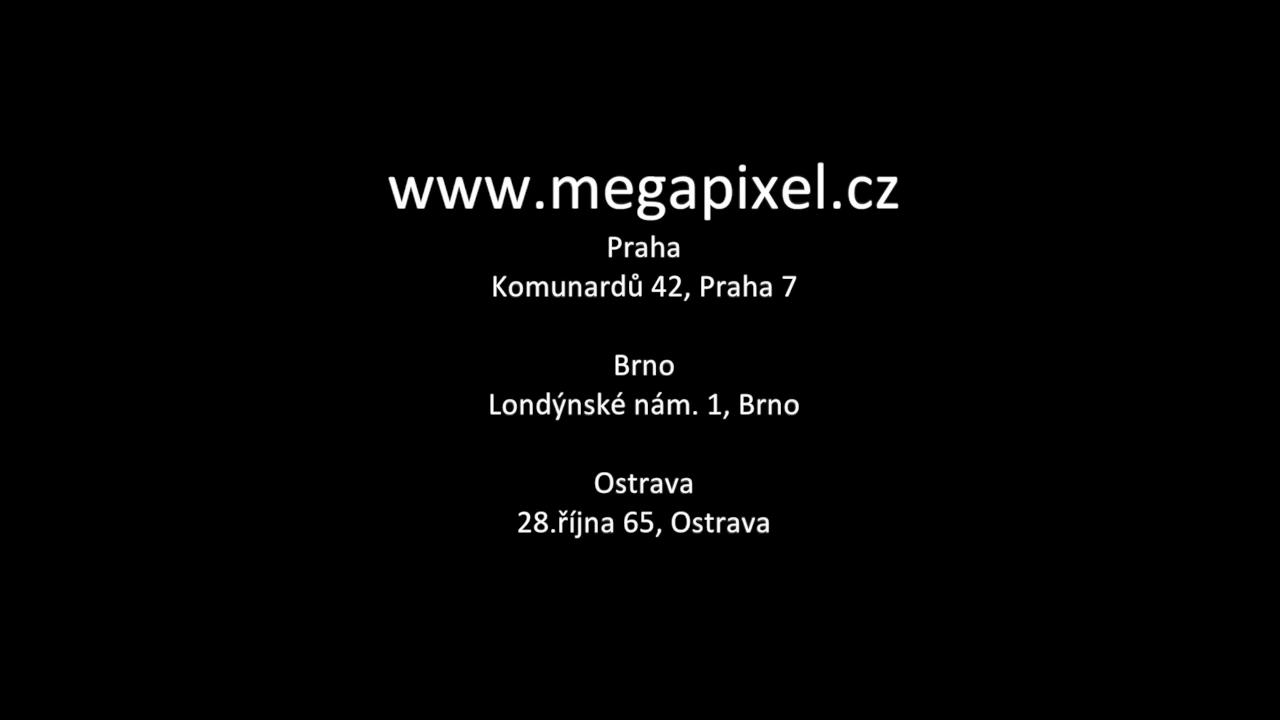 www.megapixel.cz
Praha
Komunardů 42, Praha 7
Brno
Londýnské nám. 1, Brno
Ostrava
28.října 65, Ostrava